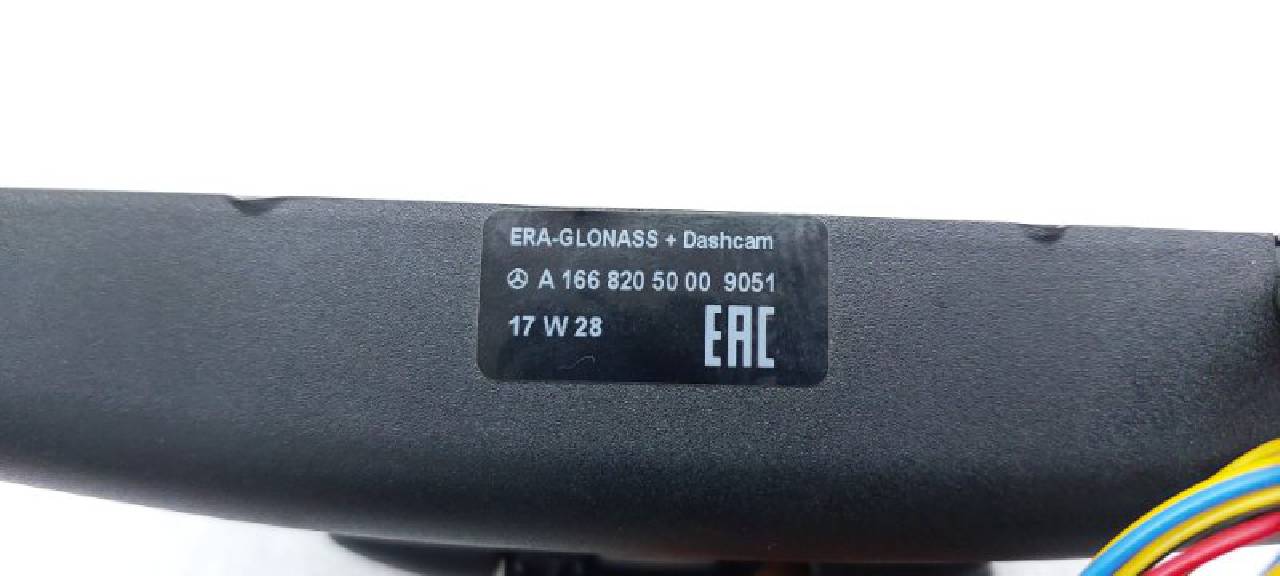 ERA-GLONASS + Dashcam
A 166 820 50 00 9051
17 W 28
EAC